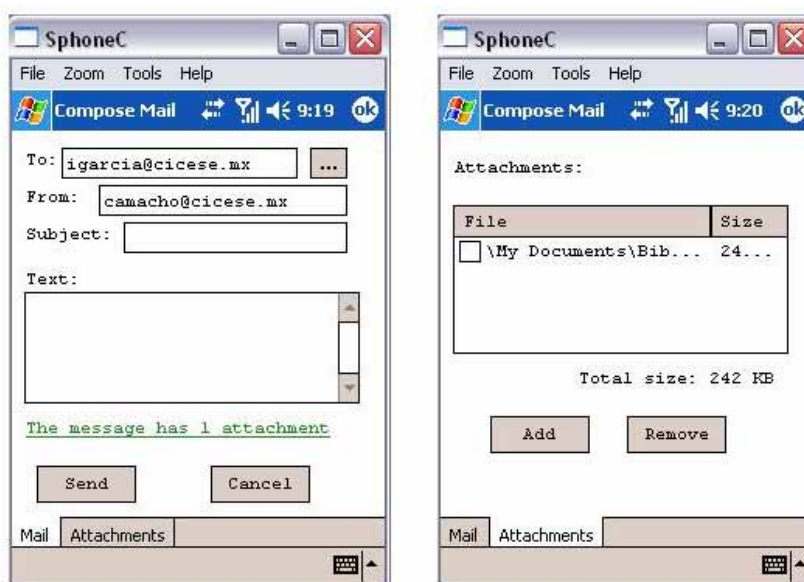 SphoneC
File Zoom Tools Help
Compose Mail 9:19 ok
To: igarcia@cicese.mx ...
From: camacho@cicese.mx
Subject:
Text:
The message has 1 attachment
Send Cancel
Mail Attachments
SphoneC
File Zoom Tools Help
Compose Mail 9:20 ok
Attachments:
File Size
\My Documents\Bib... 24...
Total size: 242 KB
Add Remove
Mail Attachments